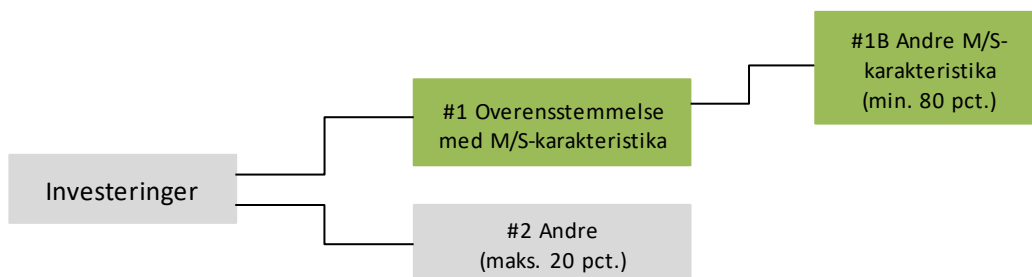 #1B Andre M/S-
karakteristika
(min. 80 pct.)
#1 Overensstemmelse
med M/S-karakteristika
Investeringer
#2 Andre
(maks. 20 pct.)